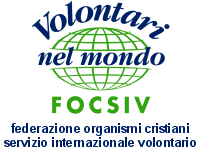 Volontari
nel mondo
FOCSIV
federazione organismi cristiani
servizio internazionale volontario